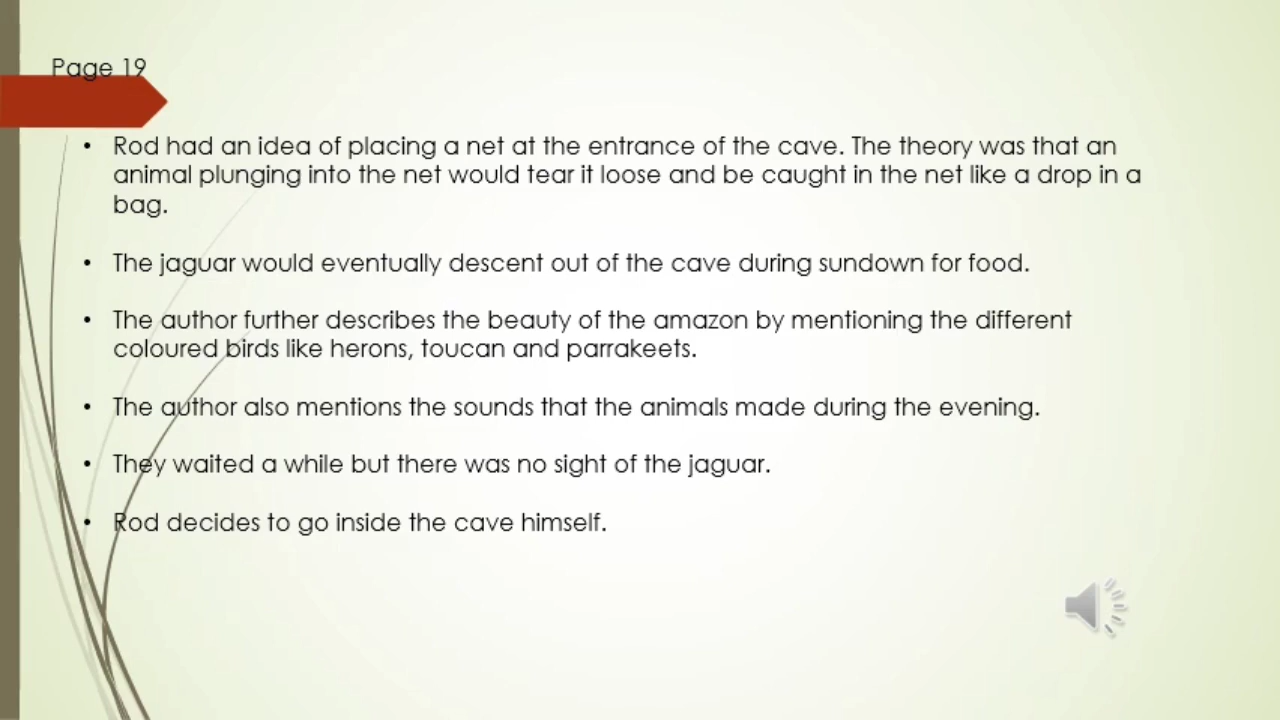 Page 19
• Rod had an idea of placing a net at the entrance of the cave. The theory was that an
animal plunging into the net would tear it loose and be caught in the net like a drop in a
bag.
• The jaguar would eventually descent out of the cave during sundown for food.
• The author further describes the beauty of the amazon by mentioning the different
coloured birds like herons, toucan and parrakeets.
• The author also mentions the sounds that the animals made during the evening.
• They waited a while but there was no sight of the jaguar.
• Rod decides to go inside the cave himself.